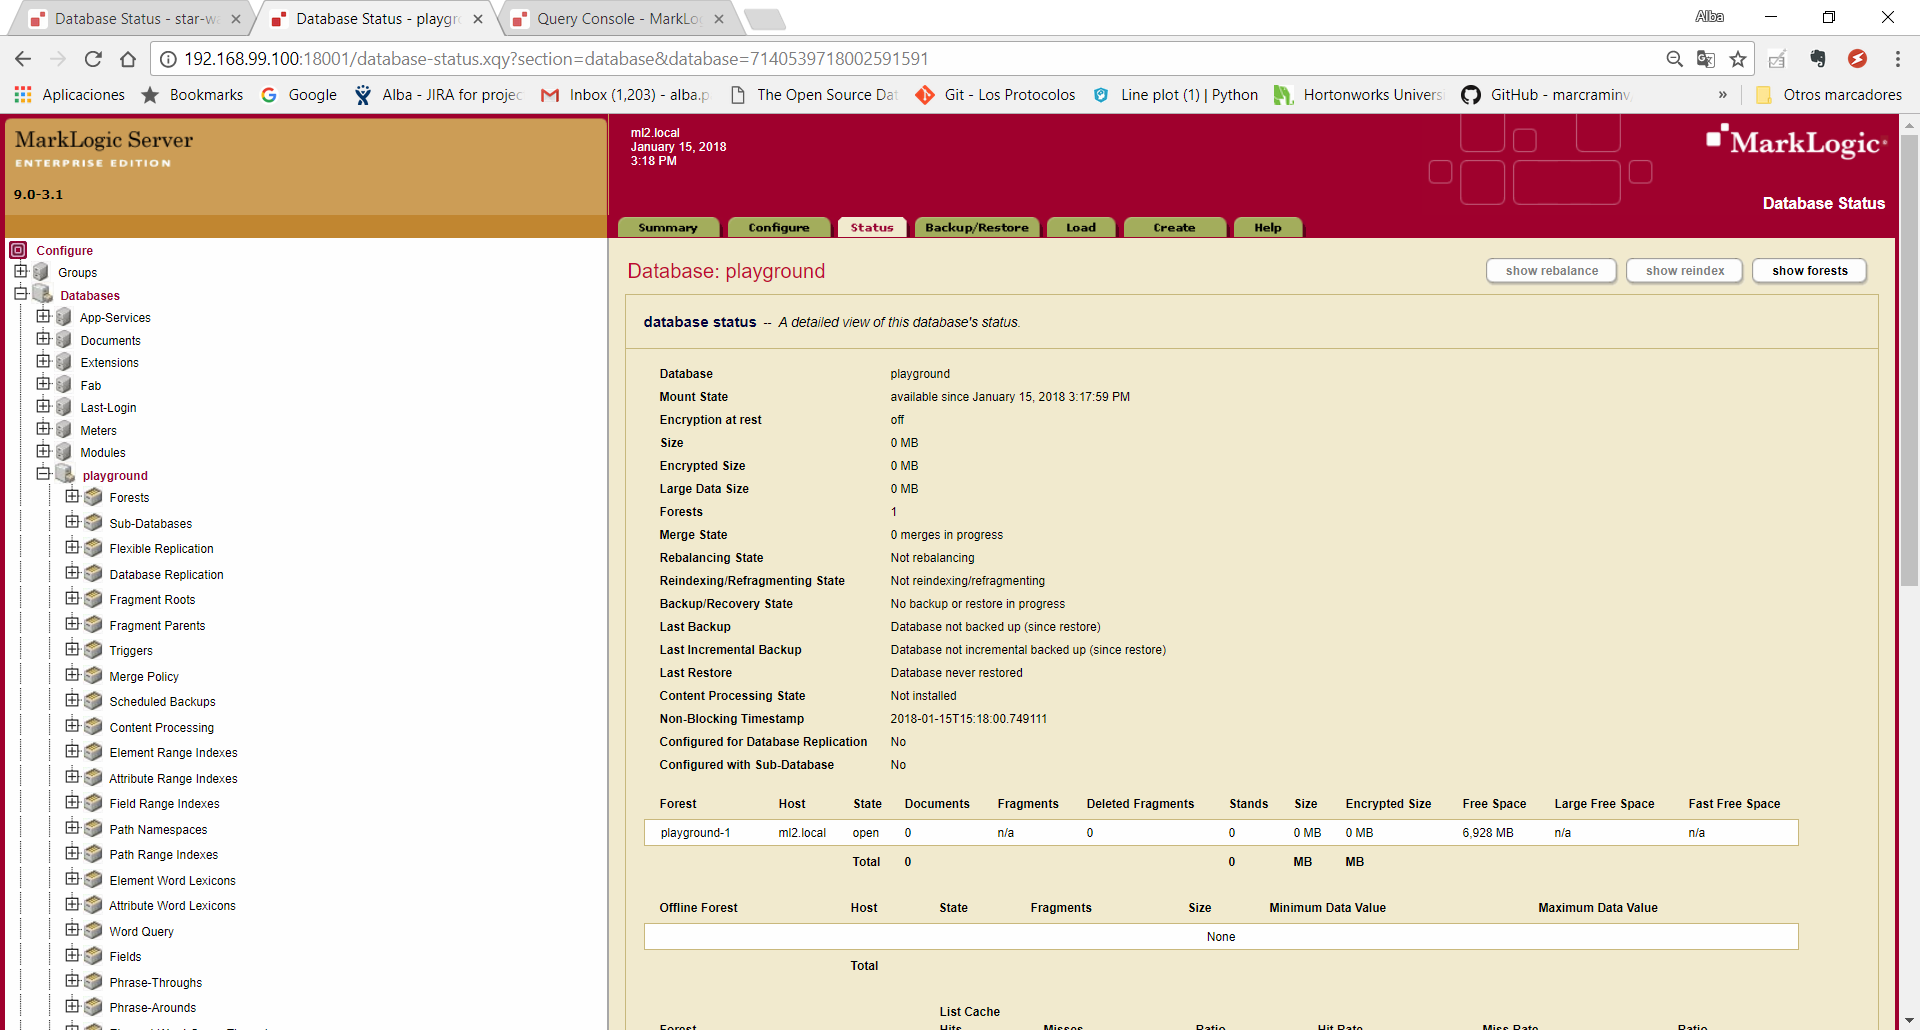 Database Status - star-wa
Database Status - playgro
Query Console - MarkLo
Alba
192.168.99.100:18001/database-status.xqy?section=database&database=7140539718002591591
Aplicaciones
Bookmarks
Google
Alba - JIRA for projec
Inbox (1,203) - alba.p
The Open Source Dat
Git - Los Protocolos
Line plot (1) | Python
Hortonworks Universi
GitHub - marcraminv
»
Otros marcadores
MarkLogic Server
ENTERPRISE EDITION
9.0-3.1
ml2.local
January 15, 2018
3:18 PM
MarkLogic
Database Status
Summary
Configure
Status
Backup/Restore
Load
Create
Help
Configure
Groups
Databases
App-Services
Documents
Extensions
Fab
Last-Login
Meters
Modules
playground
Forests
Sub-Databases
Flexible Replication
Database Replication
Fragment Roots
Fragment Parents
Triggers
Merge Policy
Scheduled Backups
Content Processing
Element Range Indexes
Attribute Range Indexes
Field Range Indexes
Path Namespaces
Path Range Indexes
Element Word Lexicons
Attribute Word Lexicons
Word Query
Fields
Phrase-Throughs
Phrase-Arounds
Database: playground
show rebalance
show reindex
show forests
database status -- A detailed view of this database's status.
Database playground
Mount State available since January 15, 2018 3:17:59 PM
Encryption at rest off
Size 0 MB
Encrypted Size 0 MB
Large Data Size 0 MB
Forests 1
Merge State 0 merges in progress
Rebalancing State Not rebalancing
Reindexing/Refragmenting State Not reindexing/refragmenting
Backup/Recovery State No backup or restore in progress
Last Backup Database not backed up (since restore)
Last Incremental Backup Database not incremental backed up (since restore)
Last Restore Database never restored
Content Processing State Not installed
Non-Blocking Timestamp 2018-01-15T15:18:00.749111
Configured for Database Replication No
Configured with Sub-Database No
Forest Host State Documents Fragments Deleted Fragments Stands Size Encrypted Size Free Space Large Free Space Fast Free Space
playground-1 ml2.local open 0 n/a 0 0 0 MB 0 MB 6,928 MB n/a n/a
Total 0 0 MB MB
Offline Forest Host State Fragments Size Minimum Data Value Maximum Data Value
None
Total
List Cache
Forest Hits Misses Ratio Hit Rate Miss Rate Ratio